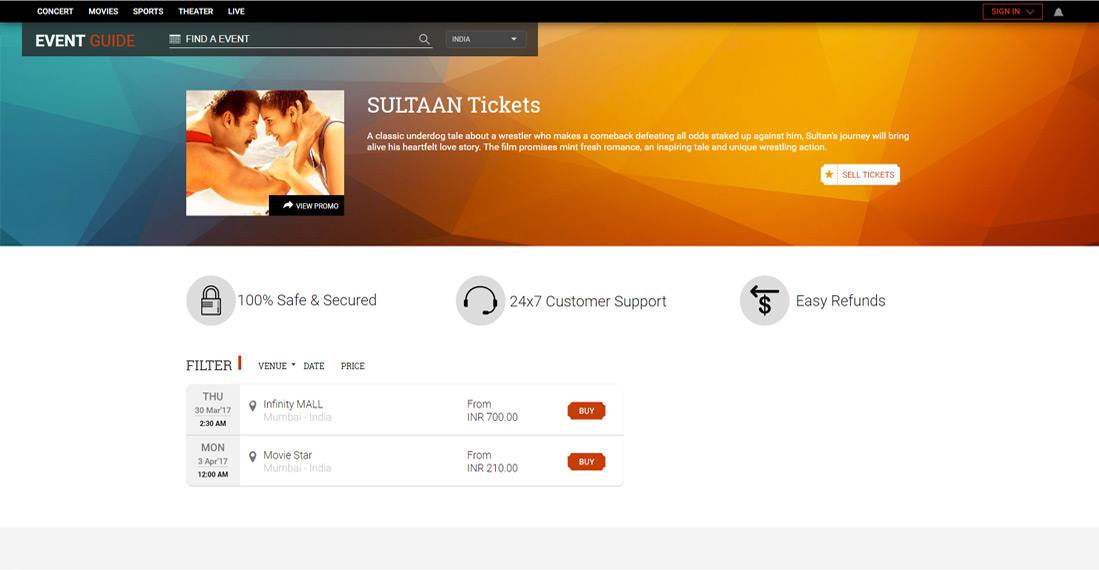 CONCERT MOVIES SPORTS THEATER LIVE SIGN IN
EVENT GUIDE FIND A EVENT INDIA
SULTAAN Tickets
A classic underdog tale about a wrestler who makes a comeback defeating all odds staked up against him, Sultan's journey will bring
alive his heartfelt love story. The film promises mint fresh romance, an inspiring tale and unique wrestling action.
SELL TICKETS
VIEW PROMO
100% Safe & Secured 24x7 Customer Support Easy Refunds
FILTER VENUE DATE PRICE
THU
30 Mar'17
2:30 AM
Infinity MALL
Mumbai - India
From
INR 700.00
BUY
MON
3 Apr'17
12:00 AM
Movie Star
Mumbai - India
From
INR 210.00
BUY